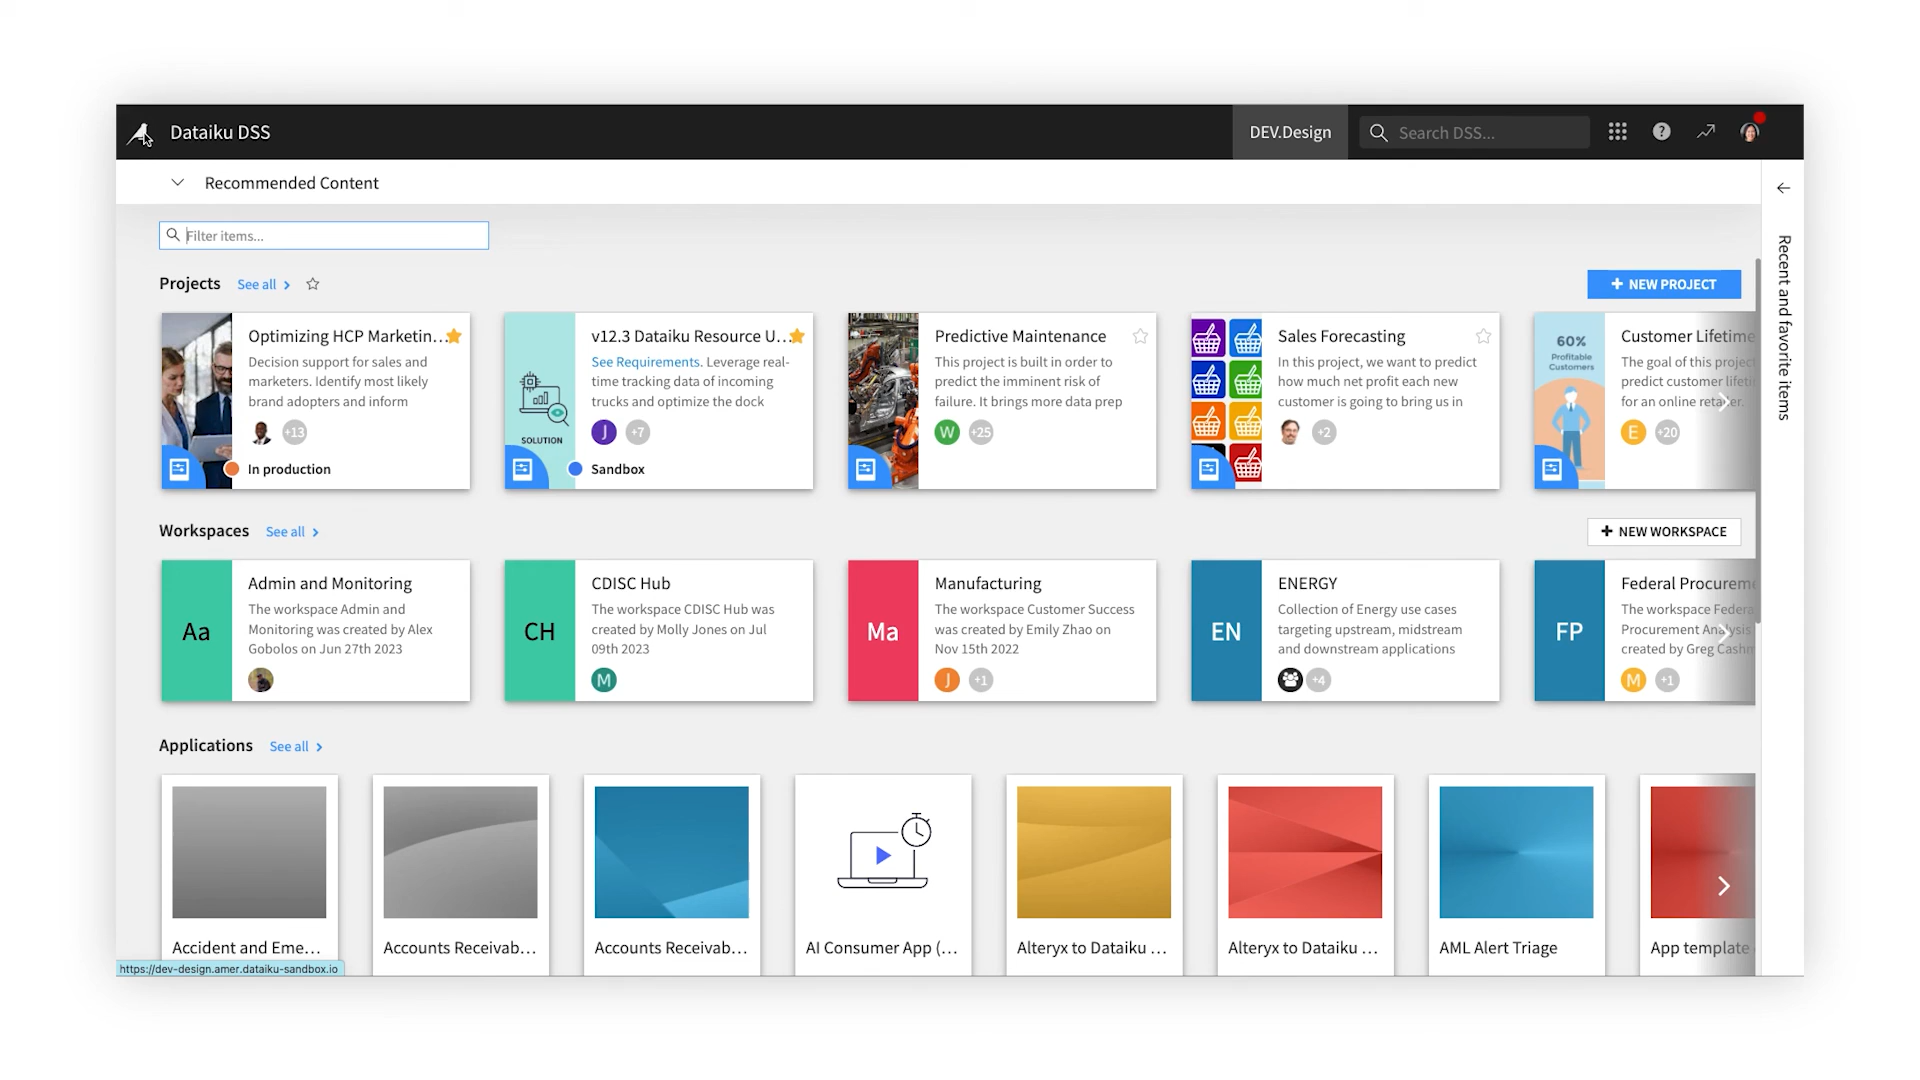 Dataiku DSS
DEV.Design
Search DSS...
Recommended Content
Filter items...
Recent and favorite items
Projects
See all
NEW PROJECT
Optimizing HCP Marketin...
Decision support for sales and
marketers. Identify most likely
brand adopters and inform
+13
In production
SOLUTION
v12.3 Dataiku Resource U...
See Requirements. Leverage real-
time tracking data of incoming
trucks and optimize the dock
J
+7
Sandbox
Predictive Maintenance
This project is built in order to
predict the imminent risk of
failure. It brings more data prep
W
+25
Sales Forecasting
In this project, we want to predict
how much net profit each new
customer is going to bring us in
+2
60%
Profitable
Customers
Customer Lifetime
The goal of this project
predict customer
for an online
E
+20
Workspaces
See all
NEW WORKSPACE
Aa
Admin and Monitoring
The workspace Admin and
Monitoring was created by Alex
Gobolos on Jun 27th 2023
CH
CDISC Hub
The workspace CDISC Hub was
created by Molly Jones on Jul
09th 2023
M
Ma
Manufacturing
The workspace Customer Success
was created by Emily Zhao on
Nov 15th 2022
J
+1
EN
ENERGY
Collection of Energy use cases
targeting upstream, midstream
and downstream applications
+4
FP
Federal
The workspace
Procurement Analysis
created by Greg
M
+1
Applications
See all
Accident and Eme...
Accounts Receivab...
Accounts Receivab...
AI Consumer App (...
Alteryx to Dataiku ...
Alteryx to Dataiku ...
AML Alert Triage
App template
https://dev-design.amer.dataiku-sandbox.io